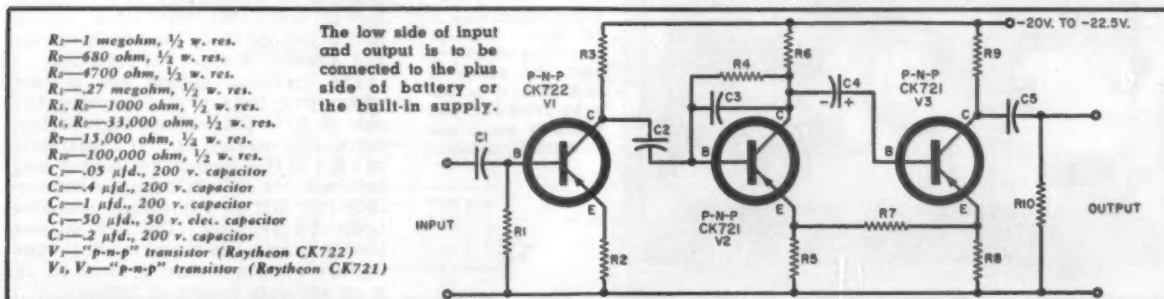 R₁—1 megohm, ½ w. res.
R₂—680 ohm, ½ w. res.
R₃—4700 ohm, ½ w. res.
R₄—.27 megohm, ½ w. res.
R₅, R₈—1000 ohm, ½ w. res.
R₆, R₉—33,000 ohm, ½ w. res.
R₇—15,000 ohm, ½ w. res.
R₁₀—100,000 ohm, ½ w. res.
C₁—.05 µfd., 200 v. capacitor
C₂—.4 µfd., 200 v. capacitor
C₃—1 µfd., 200 v. capacitor
C₄—50 µfd., 50 v. elec. capacitor
C₅—.2 µfd., 200 v. capacitor
V₁—"p-n-p" transistor (Raytheon CK722)
V₂, V₃—"p-n-p" transistor (Raytheon CK721)
The low side of input
and output is to be
connected to the plus
side of battery or
the built-in supply.
INPUT
C1
R1
B
P-N-P
CK722
V1
C
E
R3
R2
C2
R4
C3
R6
B
C
E
P-N-P
CK721
V2
R5
C4
- +
R7
P-N-P
CK721
V3
B
C
E
R9
R8
C5
R10
-20V. TO -22.5V.
OUTPUT